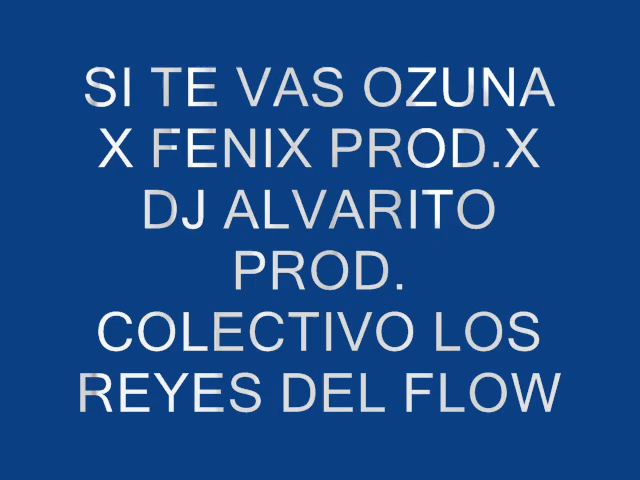 SI TE VAS OZUNA
X FENIX PROD.X
DJ ALVARITO
PROD.
COLECTIVO LOS
REYES DEL FLOW